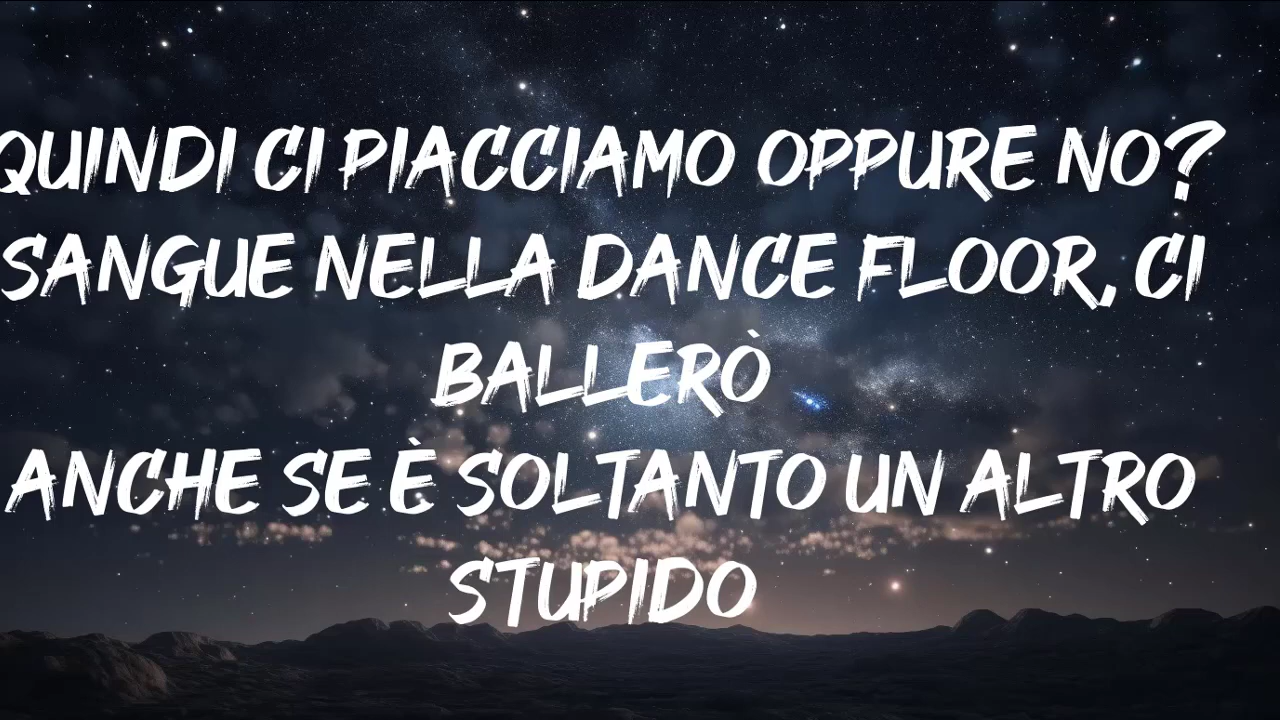 QUINDI CI PIACCIAMO OPPURE NO?
SANGUE NELLA DANCE FLOOR, CI
BALLERÒ
ANCHE SE È SOLTANTO UN ALTRO
STUPIDO